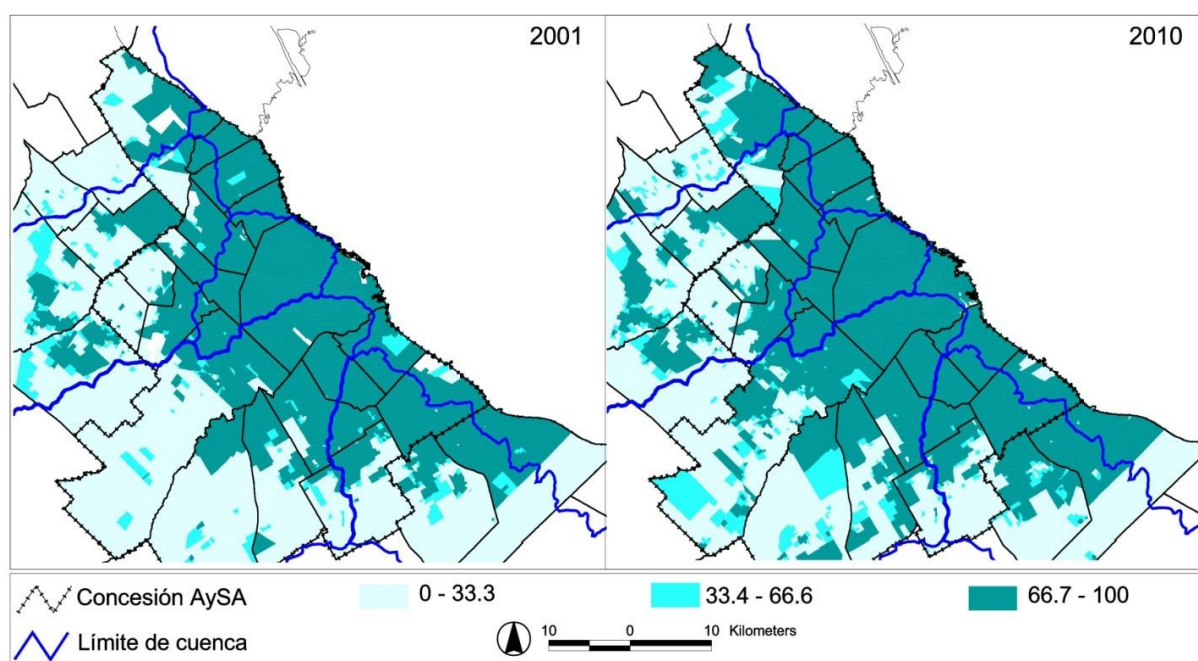 2001
2010
Concesión AySA
0 - 33.3
33.4 - 66.6
66.7 - 100
Límite de cuenca
10 0 10 Kilometers